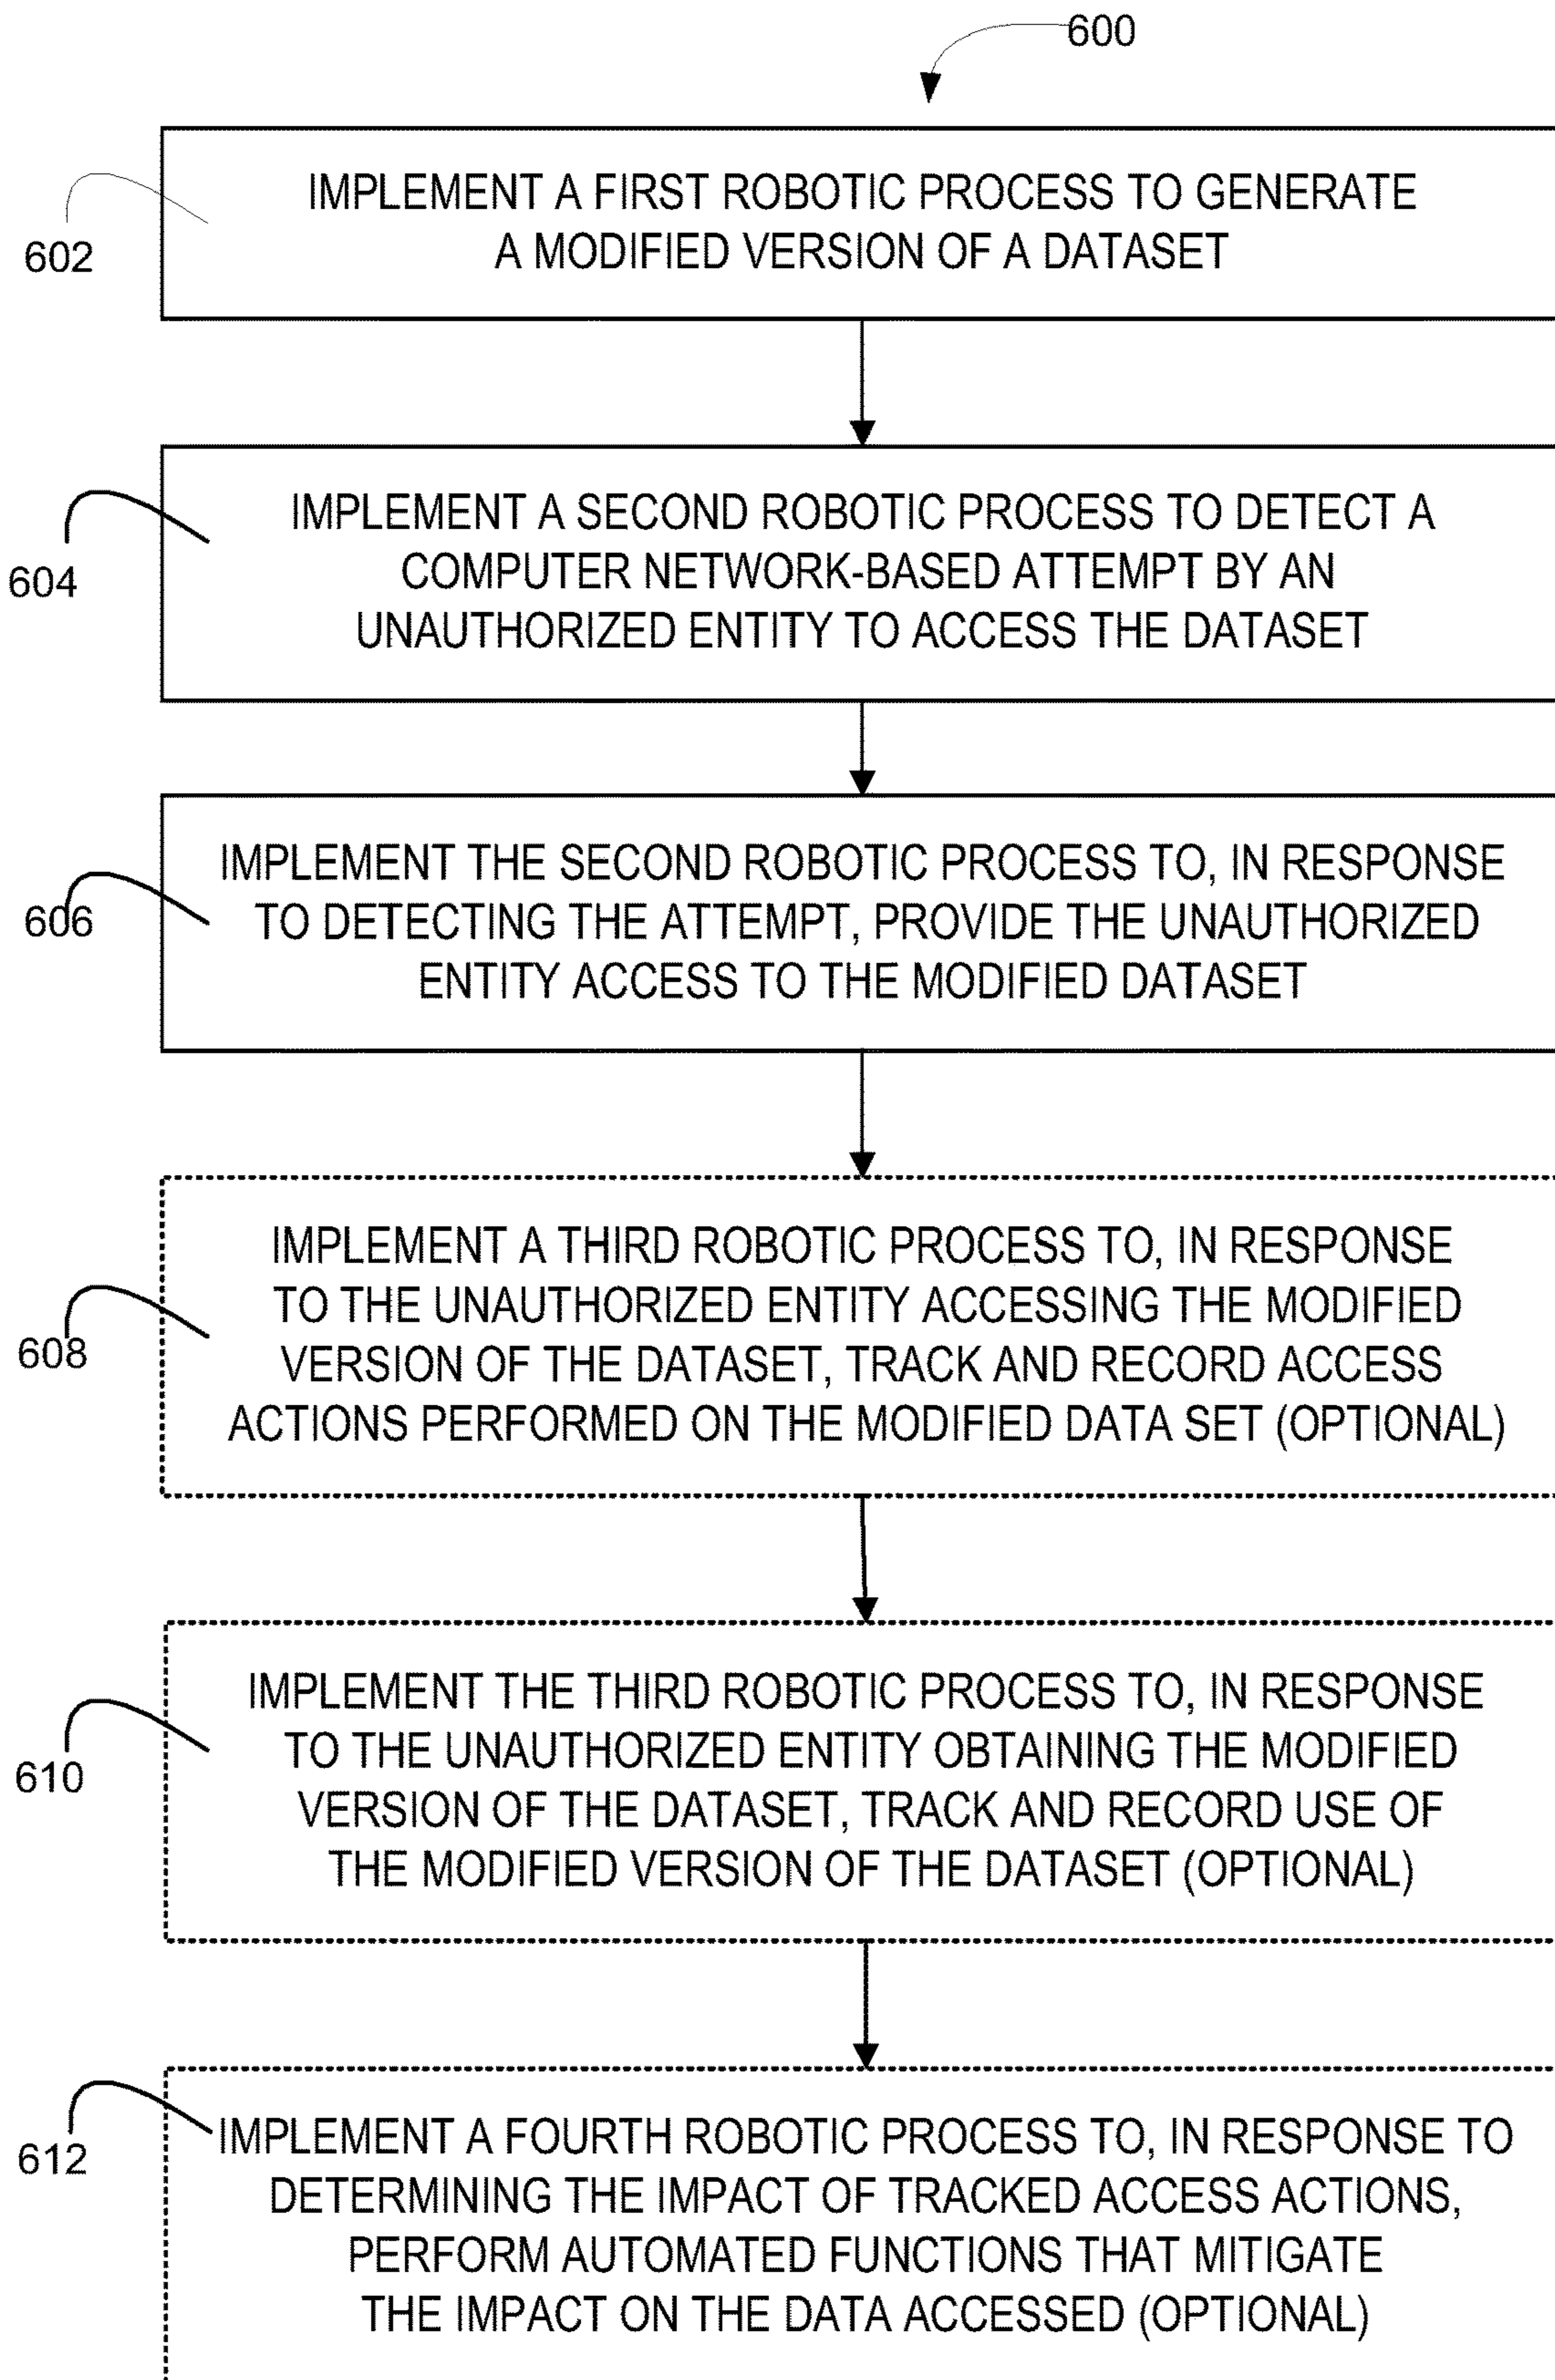 600
IMPLEMENT A FIRST ROBOTIC PROCESS TO GENERATE
A MODIFIED VERSION OF A DATASET
602
IMPLEMENT A SECOND ROBOTIC PROCESS TO DETECT A
COMPUTER NETWORK-BASED ATTEMPT BY AN
UNAUTHORIZED ENTITY TO ACCESS THE DATASET
604
IMPLEMENT THE SECOND ROBOTIC PROCESS TO, IN RESPONSE
TO DETECTING THE ATTEMPT, PROVIDE THE UNAUTHORIZED
ENTITY ACCESS TO THE MODIFIED DATASET
606
IMPLEMENT A THIRD ROBOTIC PROCESS TO, IN RESPONSE
TO THE UNAUTHORIZED ENTITY ACCESSING THE MODIFIED
VERSION OF THE DATASET, TRACK AND RECORD ACCESS
ACTIONS PERFORMED ON THE MODIFIED DATA SET (OPTIONAL)
608
IMPLEMENT THE THIRD ROBOTIC PROCESS TO, IN RESPONSE
TO THE UNAUTHORIZED ENTITY OBTAINING THE MODIFIED
VERSION OF THE DATASET, TRACK AND RECORD USE OF
THE MODIFIED VERSION OF THE DATASET (OPTIONAL)
610
IMPLEMENT A FOURTH ROBOTIC PROCESS TO, IN RESPONSE TO
DETERMINING THE IMPACT OF TRACKED ACCESS ACTIONS,
PERFORM AUTOMATED FUNCTIONS THAT MITIGATE
THE IMPACT ON THE DATA ACCESSED (OPTIONAL)
612